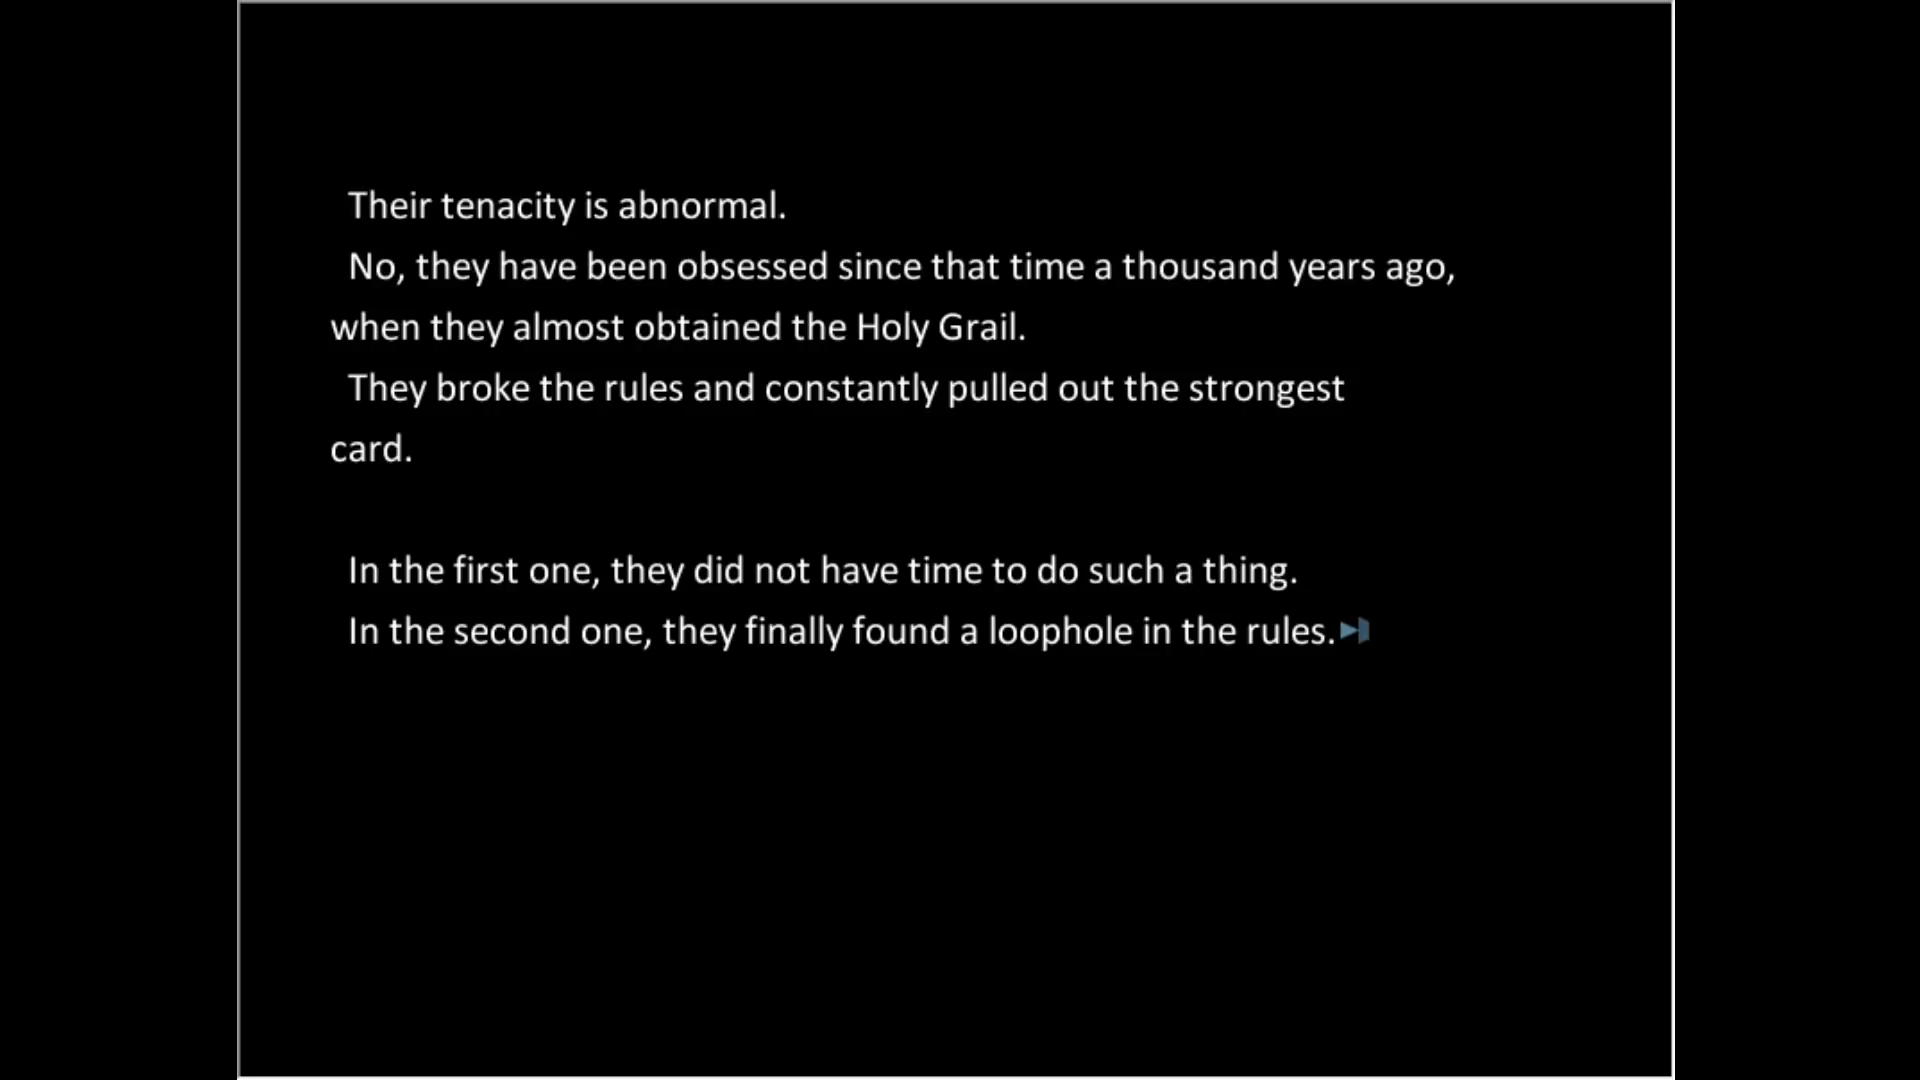 Their tenacity is abnormal.
No, they have been obsessed since that time a thousand years ago,
when they almost obtained the Holy Grail.
They broke the rules and constantly pulled out the strongest
card.
In the first one, they did not have time to do such a thing.
In the second one, they finally found a loophole in the rules.